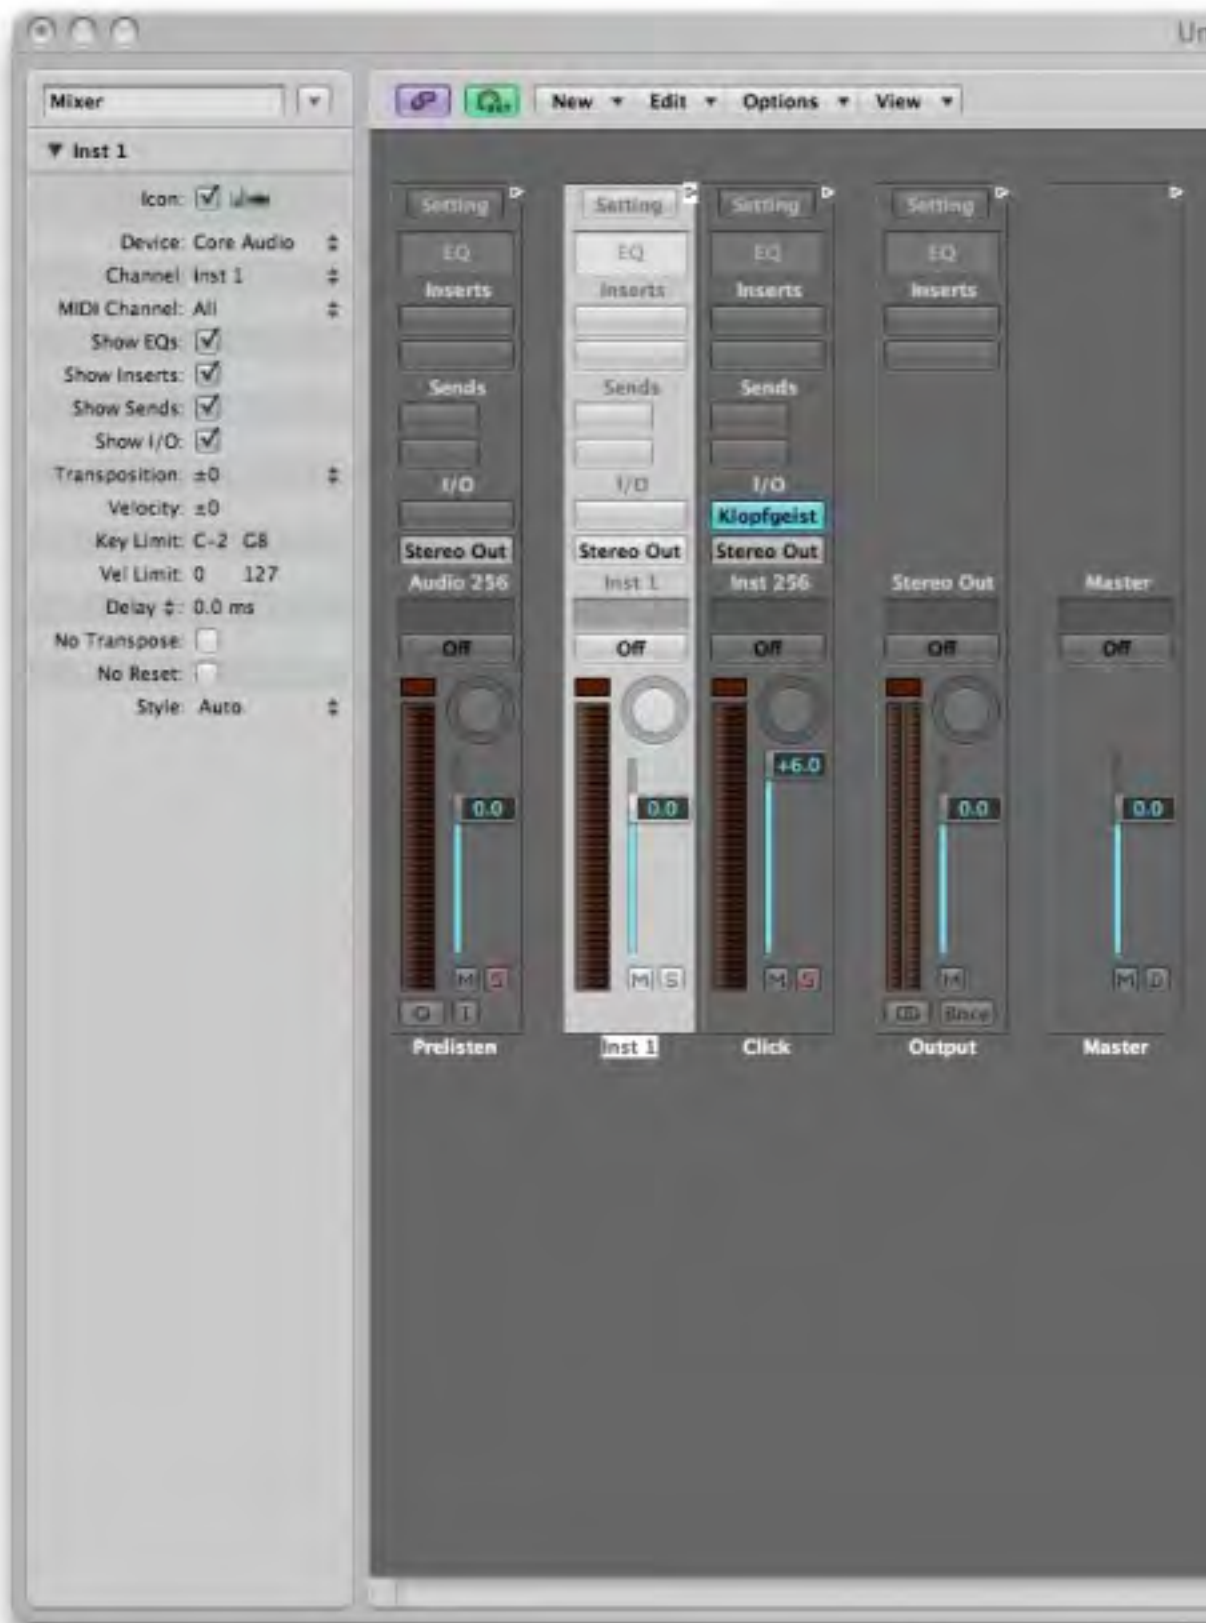 Un
Mixer
New Edit Options View
▼ Inst 1
Icon:
Device: Core Audio
Channel: Inst 1
MIDI Channel: All
Show EQs:
Show Inserts:
Show Sends:
Show I/O:
Transposition: ±0
Velocity: ±0
Key Limit: C-2 G8
Vel Limit: 0 127
Delay : 0.0 ms
No Transpose:
No Reset:
Style: Auto
Setting Setting Setting Setting
EQ EQ EQ EQ
Inserts Inserts Inserts Inserts
Sends Sends Sends
I/O I/O I/O
Klopfgeist
Stereo Out Stereo Out Stereo Out
Audio 256 Inst 1 Inst 256 Stereo Out Master
Off Off Off Off Off
+6.0
0.0 0.0 0.0 0.0
M S M S M S M M D
I Bnce
Prelisten Inst 1 Click Output Master